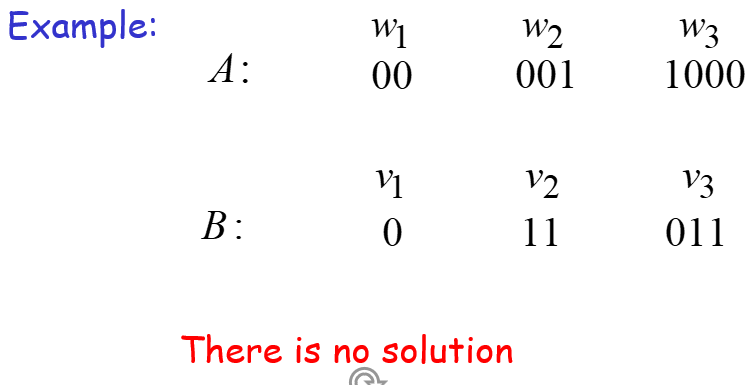 Example: w1 w2 w3
A: 00 001 1000
v1 v2 v3
B: 0 11 011
There is no solution